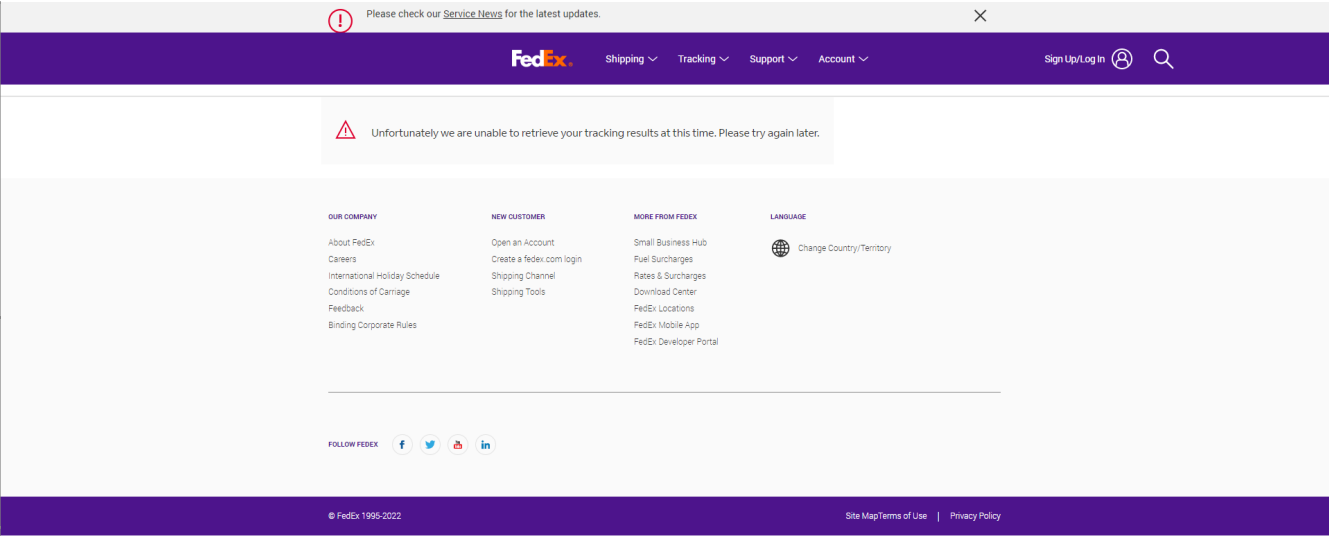 Please check our Service News for the latest updates.
FedEx.
Shipping
Tracking
Support
Account
Sign Up/Log In
Unfortunately we are unable to retrieve your tracking results at this time. Please try again later.
OUR COMPANY
About FedEx
Careers
International Holiday Schedule
Conditions of Carriage
Feedback
Binding Corporate Rules
NEW CUSTOMER
Open an Account
Create a fedex.com login
Shipping Channel
Shipping Tools
MORE FROM FEDEX
Small Business Hub
Fuel Surcharges
Rates & Surcharges
Download Center
FedEx Locations
FedEx Mobile App
FedEx Developer Portal
LANGUAGE
Change Country/Territory
FOLLOW FEDEX
© FedEx 1995-2022
Site MapTerms of Use | Privacy Policy